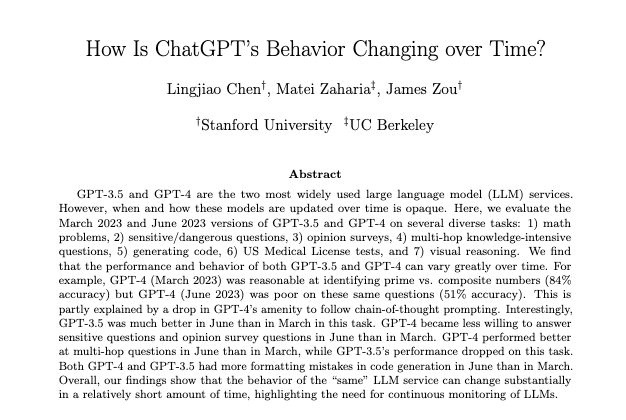 How Is ChatGPT's Behavior Changing over Time?
Lingjiao Chen†, Matei Zaharia‡, James Zou†
†Stanford University ‡UC Berkeley
Abstract
GPT-3.5 and GPT-4 are the two most widely used large language model (LLM) services.
However, when and how these models are updated over time is opaque. Here, we evaluate the
March 2023 and June 2023 versions of GPT-3.5 and GPT-4 on several diverse tasks: 1) math
problems, 2) sensitive/dangerous questions, 3) opinion surveys, 4) multi-hop knowledge-intensive
questions, 5) generating code, 6) US Medical License tests, and 7) visual reasoning. We find
that the performance and behavior of both GPT-3.5 and GPT-4 can vary greatly over time. For
example, GPT-4 (March 2023) was reasonable at identifying prime vs. composite numbers (84%
accuracy) but GPT-4 (June 2023) was poor on these same questions (51% accuracy). This is
partly explained by a drop in GPT-4's amenity to follow chain-of-thought prompting. Interestingly,
GPT-3.5 was much better in June than in March in this task. GPT-4 became less willing to answer
sensitive questions and opinion survey questions in June than in March. GPT-4 performed better
at multi-hop questions in June than in March, while GPT-3.5's performance dropped on this task.
Both GPT-4 and GPT-3.5 had more formatting mistakes in code generation in June than in March.
Overall, our findings show that the behavior of the “same” LLM service can change substantially
in a relatively short amount of time, highlighting the need for continuous monitoring of LLMs.